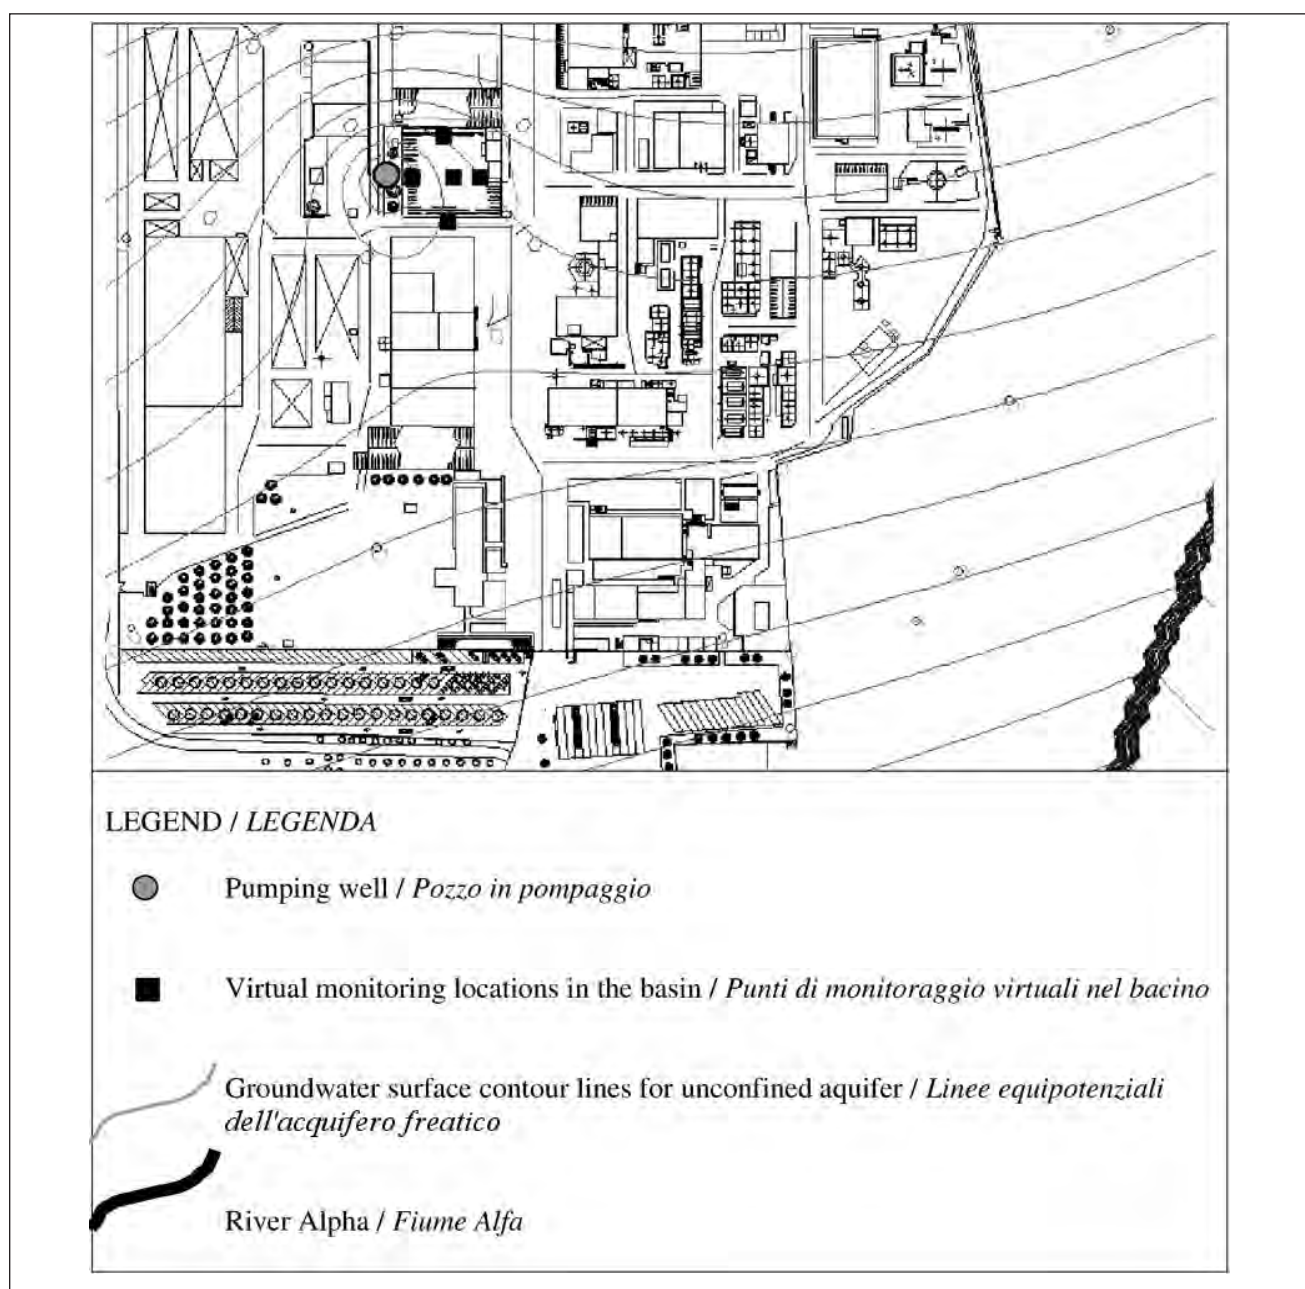 LEGEND / LEGENDA
Pumping well / Pozzo in pompaggio
Virtual monitoring locations in the basin / Punti di monitoraggio virtuali nel bacino
Groundwater surface contour lines for unconfined aquifer / Linee equipotenziali
dell'acquifero freatico
River Alpha / Fiume Alfa